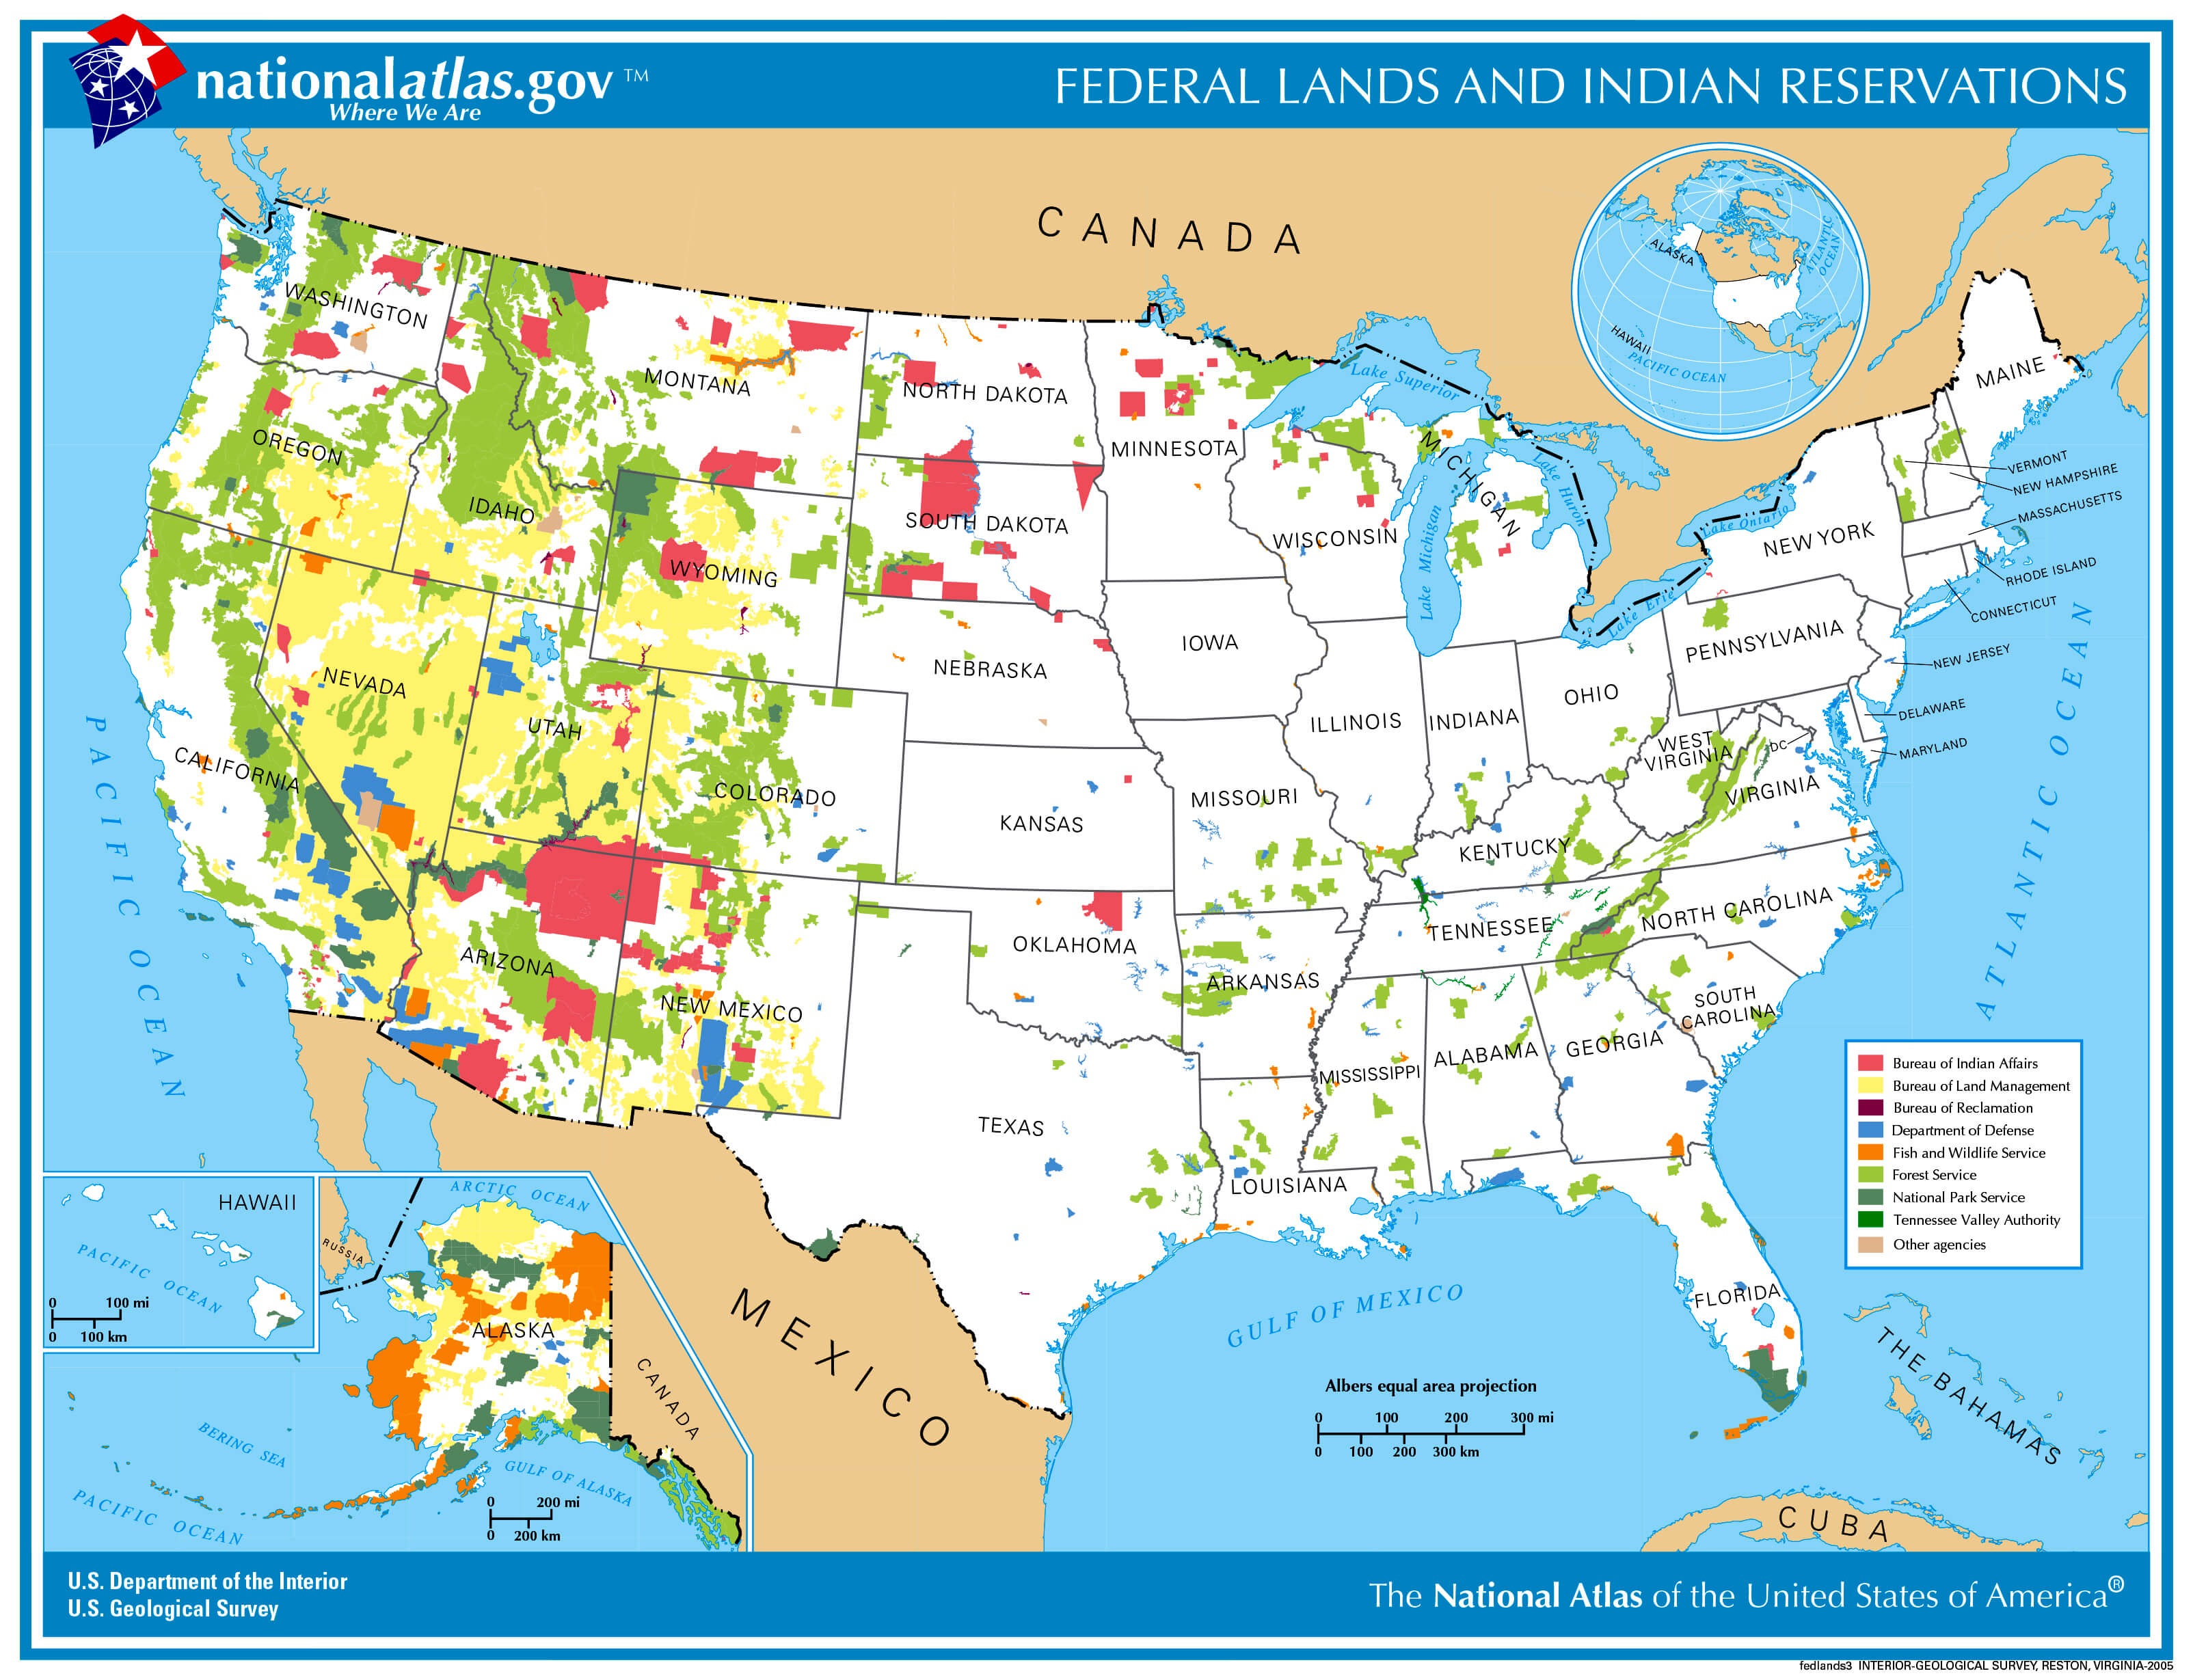 nationalatlas.gov ™
Where We Are
FEDERAL LANDS AND INDIAN RESERVATIONS
CANADA
ALASKA
ATLANTIC
OCEAN
HAWAII
PACIFIC OCEAN
WASHINGTON
MONTANA
NORTH DAKOTA
MINNESOTA
Lake Superior
MICHIGAN
Lake Huron
MAINE
OREGON
IDAHO
SOUTH DAKOTA
WISCONSIN
Lake Michigan
Lake Ontario
NEW YORK
VERMONT
NEW HAMPSHIRE
MASSACHUSETTS
RHODE ISLAND
CONNECTICUT
WYOMING
Lake Erie
NEVADA
UTAH
NEBRASKA
IOWA
ILLINOIS
INDIANA
OHIO
PENNSYLVANIA
NEW JERSEY
DELAWARE
MARYLAND
CALIFORNIA
COLORADO
KANSAS
MISSOURI
WEST
VIRGINIA
DC
VIRGINIA
KENTUCKY
PACIFIC OCEAN
ATLANTIC OCEAN
ARIZONA
NEW MEXICO
OKLAHOMA
ARKANSAS
TENNESSEE
NORTH CAROLINA
SOUTH
CAROLINA
TEXAS
LOUISIANA
MISSISSIPPI
ALABAMA
GEORGIA
FLORIDA
Bureau of Indian Affairs
Bureau of Land Management
Bureau of Reclamation
Department of Defense
Fish and Wildlife Service
Forest Service
National Park Service
Tennessee Valley Authority
Other agencies
HAWAII
PACIFIC OCEAN
0 100 mi
0 100 km
ARCTIC OCEAN
RUSSIA
ALASKA
CANADA
BERING SEA
GULF OF ALASKA
PACIFIC OCEAN
0 200 mi
0 200 km
MEXICO
GULF OF MEXICO
Albers equal area projection
0 100 200 300 mi
0 100 200 300 km
THE BAHAMAS
CUBA
U.S. Department of the Interior
U.S. Geological Survey
The National Atlas of the United States of America®
fedlands3 INTERIOR-GEOLOGICAL SURVEY, RESTON, VIRGINIA-2005